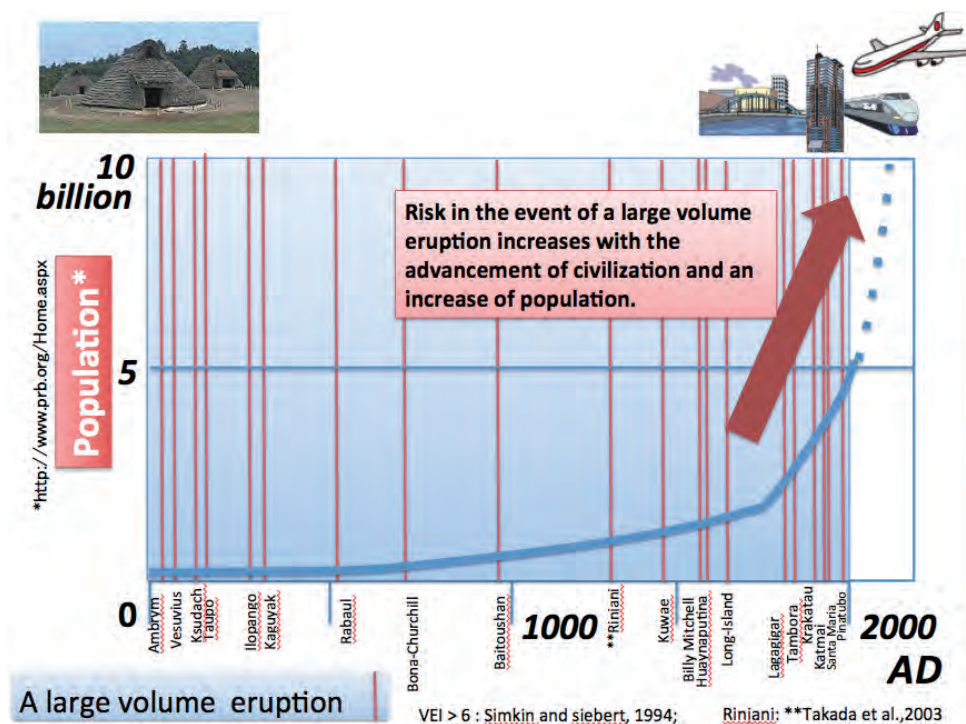 10
billion
Risk in the event of a large volume
eruption increases with the
advancement of civilization and an
increase of population.
*http://www.prb.org/Home.aspx
Population*
5
0
Ambrym
Vesuvius
Ksudach
Taupo
Ilopango
Kaguyak
Rabaul
Bona-Churchill
Baitoushan
1000
**Riniani
Kuwae
Billy Mitchell
Huaynaputina
Long-Island
Lagagigar
Tambora
Krakatau
Katmai
Santa Maria
Pinatubo
2000
AD
A large volume eruption
VEI > 6 : Simkin and siebert, 1994;
Riniani: **Takada et al.,2003